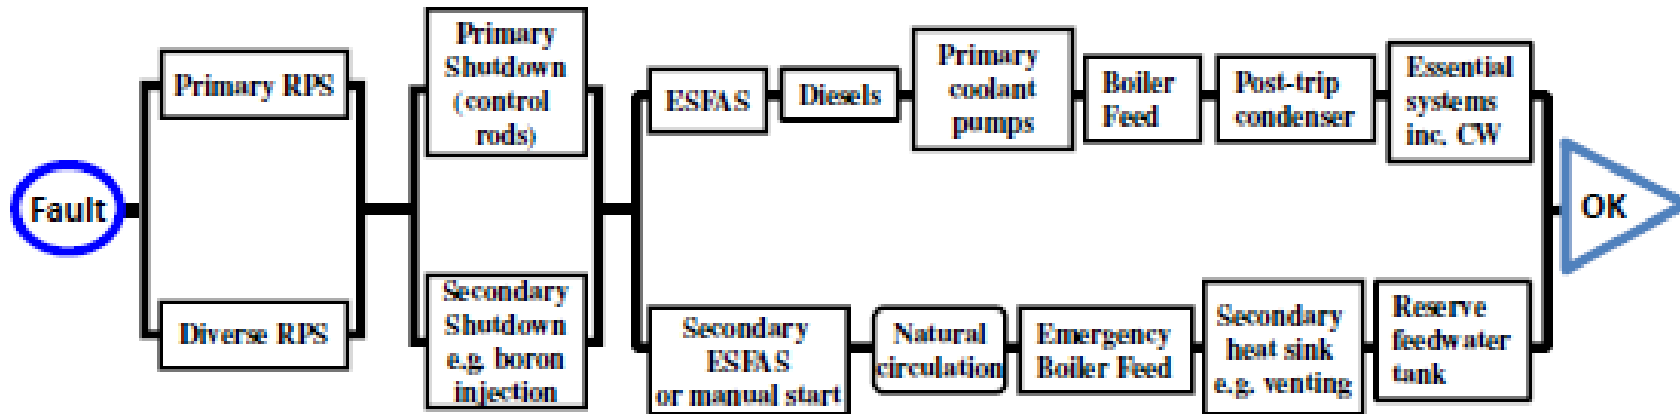 Fault
Primary RPS
Diverse RPS
Primary
Shutdown
(control
rods)
Secondary
Shutdown
e.g. boron
injection
ESFAS
Diesels
Primary
coolant
pumps
Boiler
Feed
Post-trip
condenser
Essential
systems
inc. CW
Secondary
ESFAS
or manual start
Natural
circulation
Emergency
Boiler Feed
Secondary
heat sink
e.g. venting
Reserve
feedwater
tank
OK